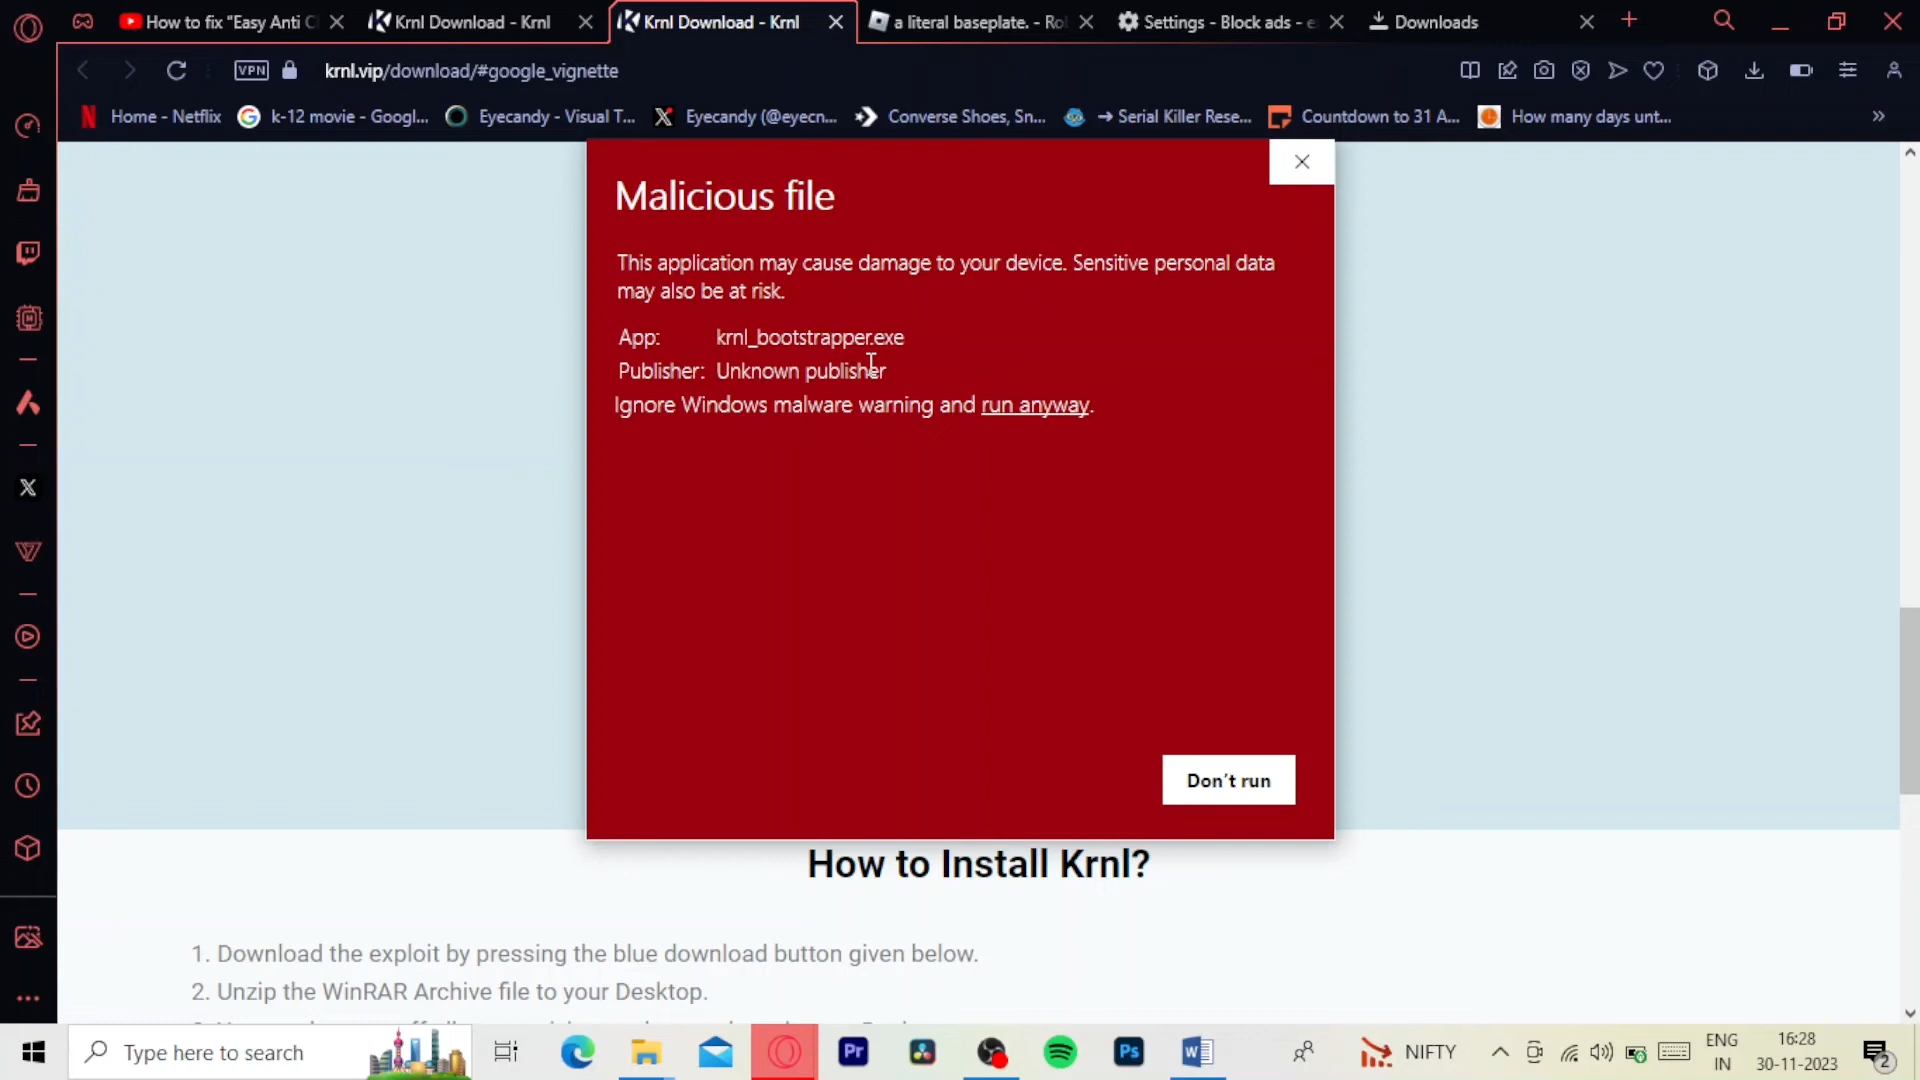 How to fix "Easy Anti C
Krnl Download - Krnl
Krnl Download - Krnl
a literal baseplate. - Ro
Settings - Block ads - e
Downloads
VPN
krnl.vip/download/#google_vignette
Home - Netflix
k-12 movie - Googl...
Eyecandy - Visual T...
Eyecandy (@eyecn...
Converse Shoes, Sn...
→ Serial Killer Rese...
Countdown to 31 A...
How many days unt...
Malicious file
This application may cause damage to your device. Sensitive personal data
may also be at risk.
App: krnl_bootstrapper.exe
Publisher: Unknown publisher
Ignore Windows malware warning and run anyway.
Don't run
How to Install Krnl?
1. Download the exploit by pressing the blue download button given below.
2. Unzip the WinRAR Archive file to your Desktop.
Type here to search
Pr
Ps
NIFTY
ENG
IN
16:28
30-11-2023
2